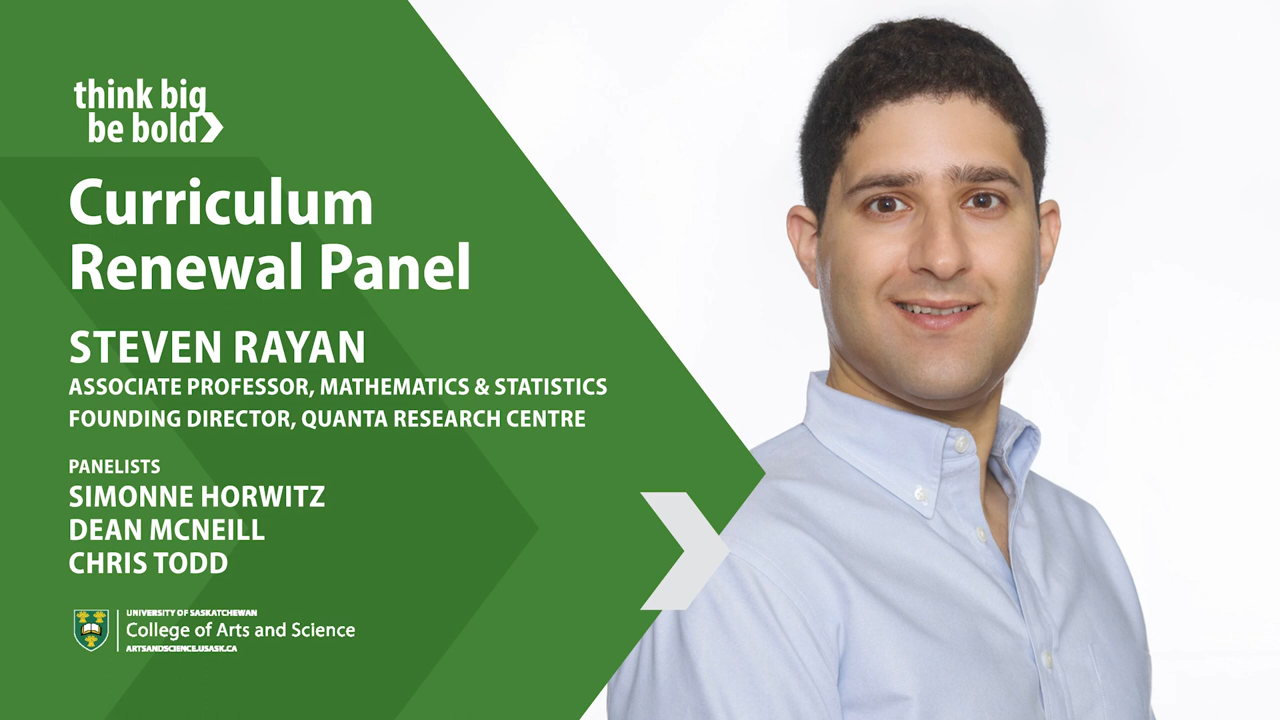 think big
be bold
Curriculum
Renewal Panel
STEVEN RAYAN
ASSOCIATE PROFESSOR, MATHEMATICS & STATISTICS
FOUNDING DIRECTOR, QUANTA RESEARCH CENTRE
PANELISTS
SIMONNE HORWITZ
DEAN MCNEILL
CHRIS TODD
UNIVERSITY OF SASKATCHEWAN
College of Arts and Science
ARTSANDSCIENCE.USASK.CA